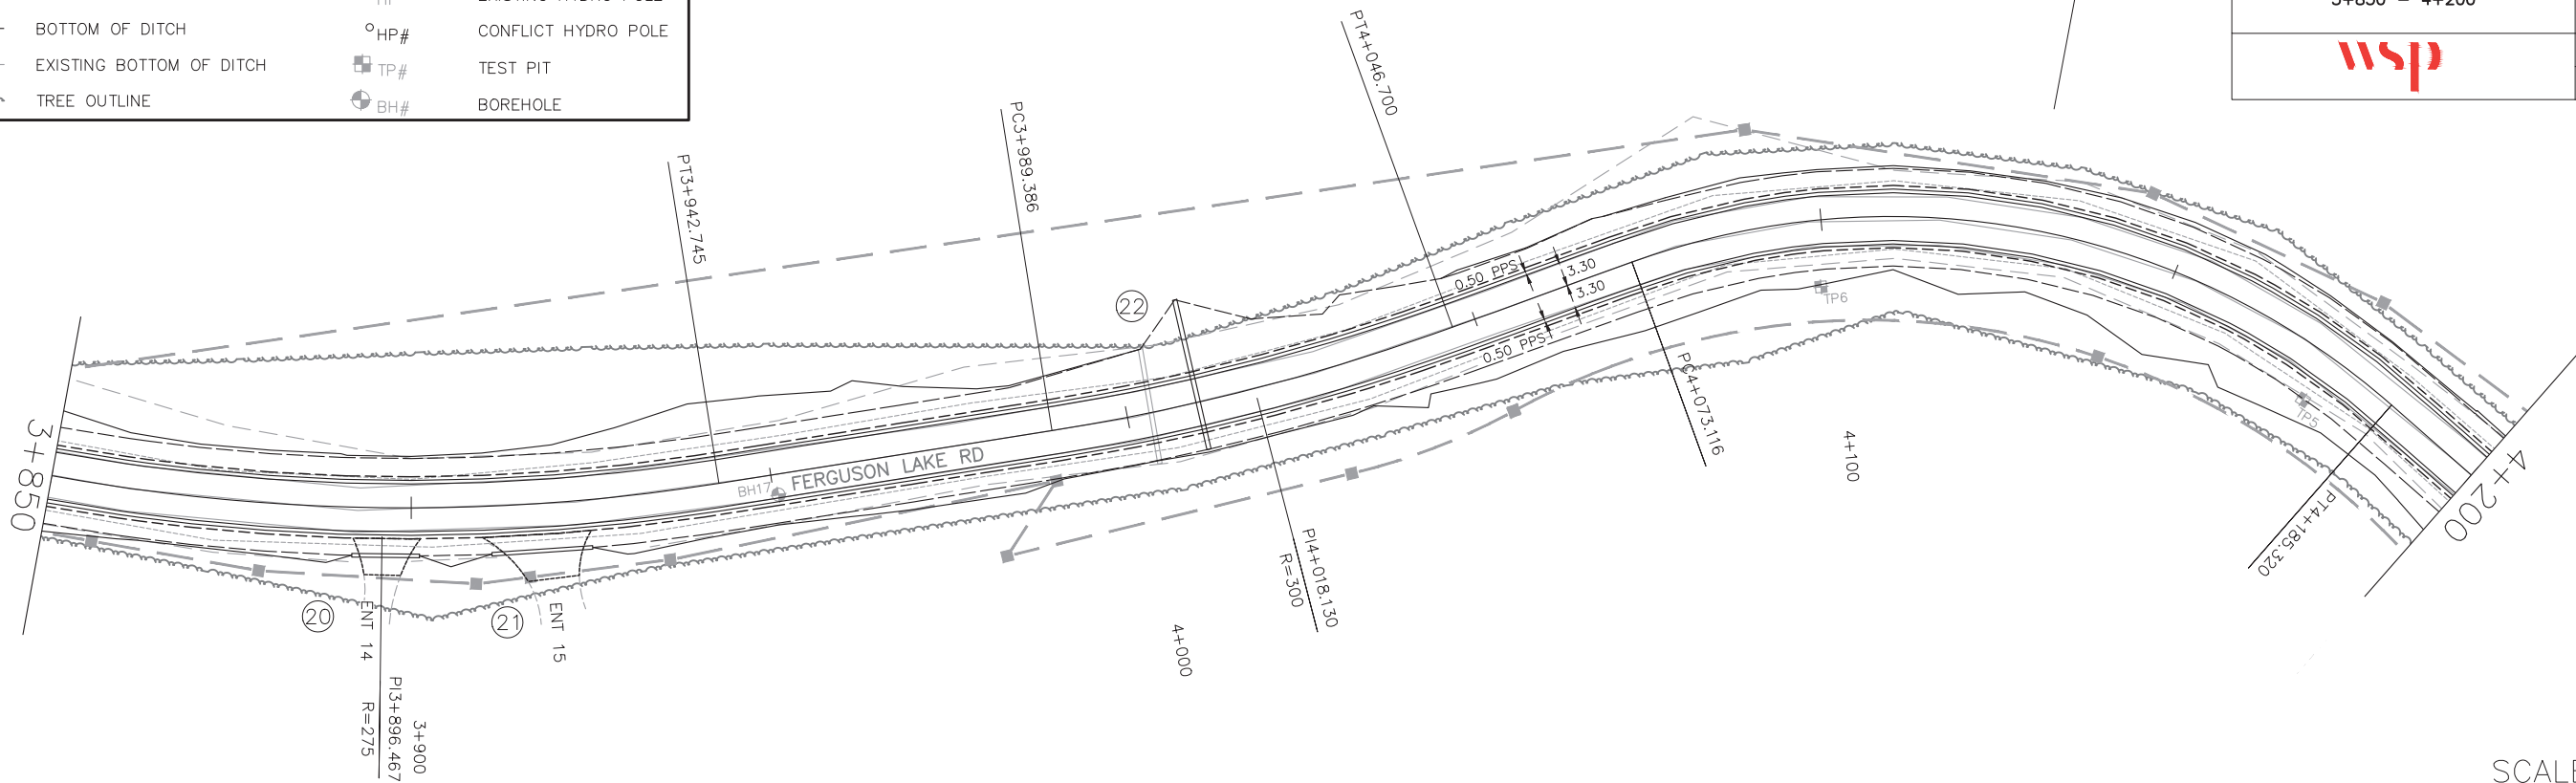 BOTTOM OF DITCH
HP#
CONFLICT HYDRO POLE
EXISTING BOTTOM OF DITCH
TP#
TEST PIT
TREE OUTLINE
BH#
BOREHOLE
wsp
PT3+942.745
PC3+989.386
PT4+046.700
22
0.50 PPS
3.30
3.30
0.50 PPS
TP6
PC4+073.116
4+100
TP5
PT4+185.320
4+200
3+850
BH17
FERGUSON LAKE RD
20
ENT 14
21
ENT 15
PI3+896.467
R=275
3+900
4+000
PI4+018.130
R=300